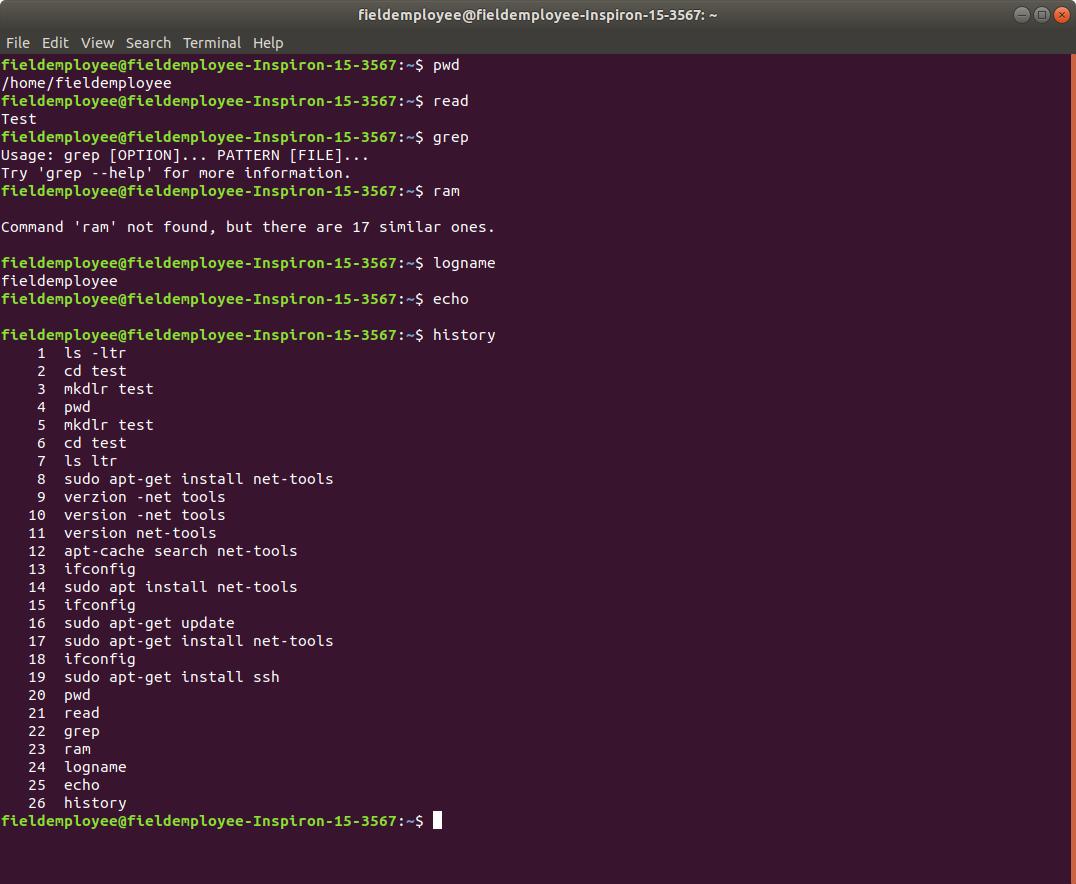 fieldemployee@fieldemployee-Inspiron-15-3567: ~
File Edit View Search Terminal Help
fieldemployee@fieldemployee-Inspiron-15-3567:~$ pwd
/home/fieldemployee
fieldemployee@fieldemployee-Inspiron-15-3567:~$ read
Test
fieldemployee@fieldemployee-Inspiron-15-3567:~$ grep
Usage: grep [OPTION]... PATTERN [FILE]...
Try 'grep --help' for more information.
fieldemployee@fieldemployee-Inspiron-15-3567:~$ ram
Command 'ram' not found, but there are 17 similar ones.
fieldemployee@fieldemployee-Inspiron-15-3567:~$ logname
fieldemployee
fieldemployee@fieldemployee-Inspiron-15-3567:~$ echo
fieldemployee@fieldemployee-Inspiron-15-3567:~$ history
1 ls -ltr
2 cd test
3 mkdlr test
4 pwd
5 mkdlr test
6 cd test
7 ls ltr
8 sudo apt-get install net-tools
9 verzion -net tools
10 version -net tools
11 version net-tools
12 apt-cache search net-tools
13 ifconfig
14 sudo apt install net-tools
15 ifconfig
16 sudo apt-get update
17 sudo apt-get install net-tools
18 ifconfig
19 sudo apt-get install ssh
20 pwd
21 read
22 grep
23 ram
24 logname
25 echo
26 history
fieldemployee@fieldemployee-Inspiron-15-3567:~$